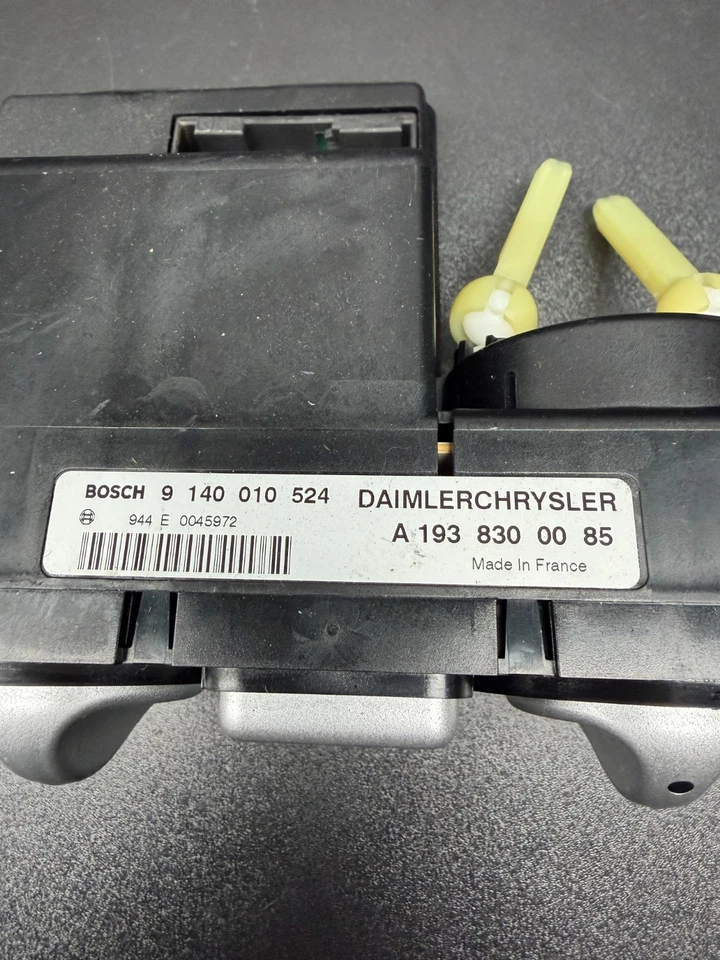 BOSCH 9 140 010 524
944 E 0045972
DAIMLERCHRYSLER
A 193 830 00 85
Made In France